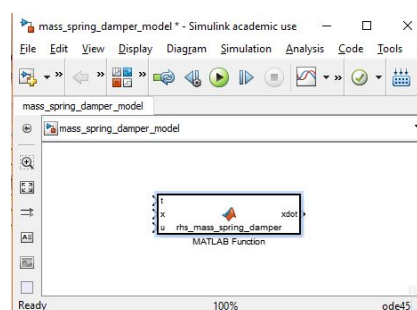 mass_spring_damper_model * - Simulink academic use
File Edit View Display Diagram Simulation Analysis Code Tools
mass_spring_damper_model
mass_spring_damper_model
t
x xdot
u rhs_mass_spring_damper
MATLAB Function
Ready 100% ode45